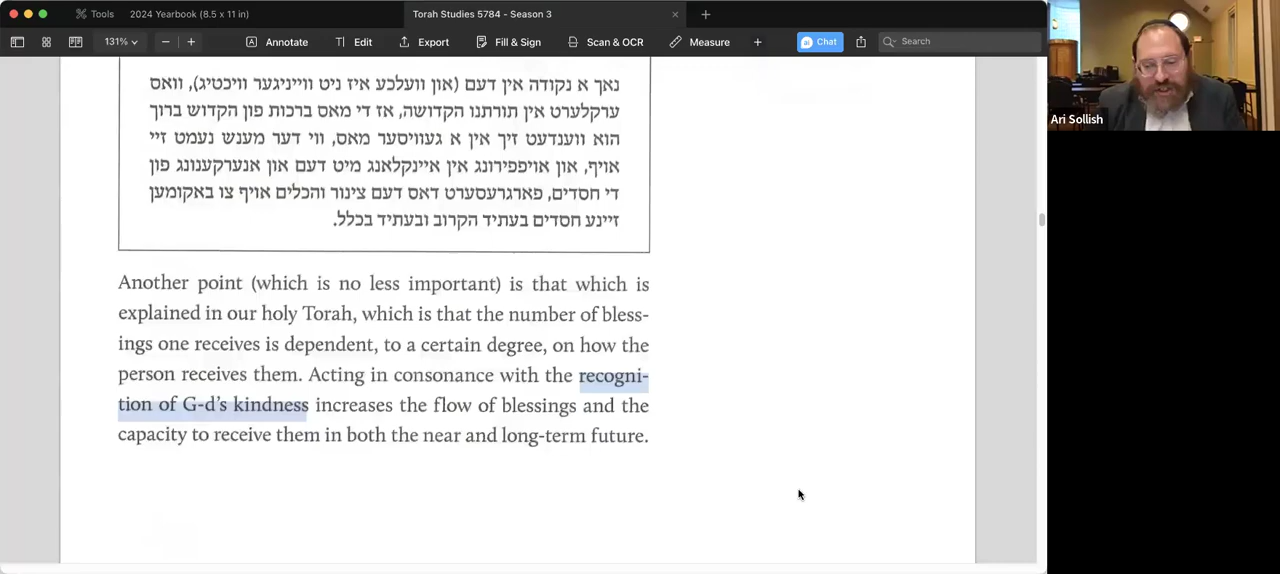 Tools
2024 Yearbook (8.5 x 11 in)
Torah Studies 5784 - Season 3
131%
Annotate
Edit
Export
Fill & Sign
Scan & OCR
Measure
ai Chat
Search
Ari Sollish
נאך א נקודה אין דעם (און וועלכע איז ניט ווייניגער וויכטיג), וואס
ערקלערט אין תורתנו הקדושה, אז די מאס ברכות פון הקדוש ברוך
הוא ווענדעט זיך אין א געוויסער מאס, ווי דער מענש נעמט זיי
אויף, און אויפפירונג אין איינקלאנג מיט דעם און אנערקענונג פון
די חסדים, פארגרעסערט דאס דעם צינור והכלים אויף צו באקומען
זיינע חסדים בעתיד הקרוב ובעתיד בכלל.
Another point (which is no less important) is that which is
explained in our holy Torah, which is that the number of bless-
ings one receives is dependent, to a certain degree, on how the
person receives them. Acting in consonance with the recogni-
tion of G-d's kindness increases the flow of blessings and the
capacity to receive them in both the near and long-term future.